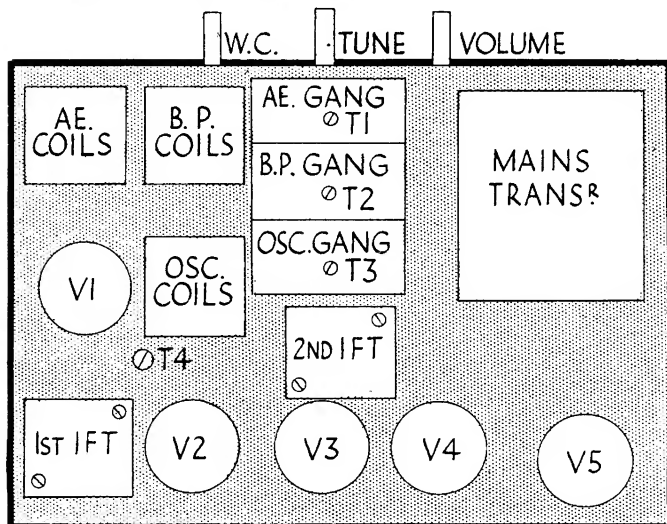 W.C. TUNE VOLUME
AE. COILS
B.P. COILS
AE. GANG
T1
B.P. GANG
T2
OSC. GANG
T3
MAINS
TRANSR.
V1
OSC. COILS
T4
2ND IFT
1ST IFT
V2
V3
V4
V5